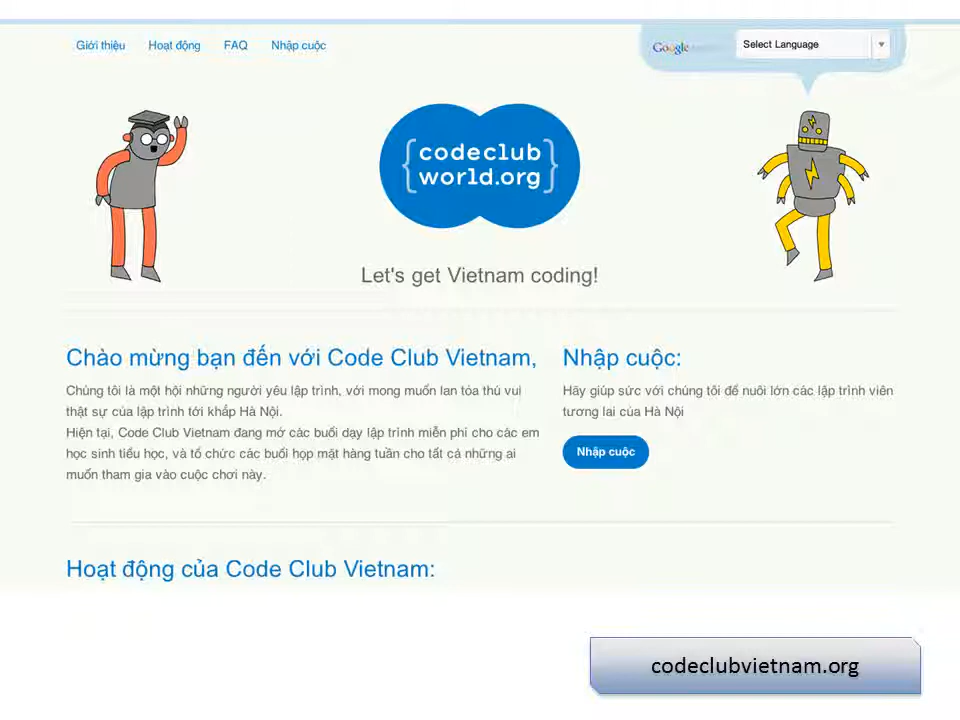 Giới thiệu Hoạt động FAQ Nhập cuộc
Google Select Language
{codeclub
world.org}
Let's get Vietnam coding!
Chào mừng bạn đến với Code Club Vietnam,
Chúng tôi là một hội những người yêu lập trình, với mong muốn lan tỏa thú vui
thật sự của lập trình tới khắp Hà Nội.
Hiện tại, Code Club Vietnam đang mở các buổi dạy lập trình miễn phí cho các em
học sinh tiểu học, và tổ chức các buổi họp mặt hàng tuần cho tất cả những ai
muốn tham gia vào cuộc chơi này.
Nhập cuộc:
Hãy giúp sức với chúng tôi để nuôi lớn các lập trình viên
tương lai của Hà Nội
Nhập cuộc
Hoạt động của Code Club Vietnam:
codeclubvietnam.org